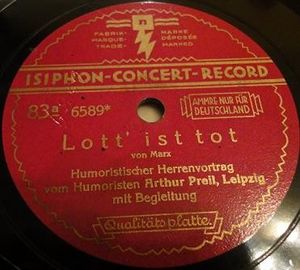 n
FABRIK- MARKE
MARQUE- DÉPOSÉE
TRADE- MARKED
ISIPHON-CONCERT-RECORD
83a' 6589*
AMMRE-NUR FÜR
DEUTSCHLAND
Lott' ist tot
von Marx
Humoristischer Herrenvortrag
vom Humoristen Arthur Preil, Leipzig
mit Begleitung
Qualitätsplatte